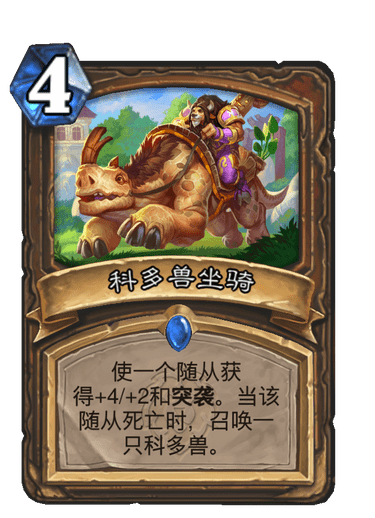 4
科多兽坐骑
使一个随从获
得+4/+2和突袭。当该
随从死亡时，召唤一
只科多兽。